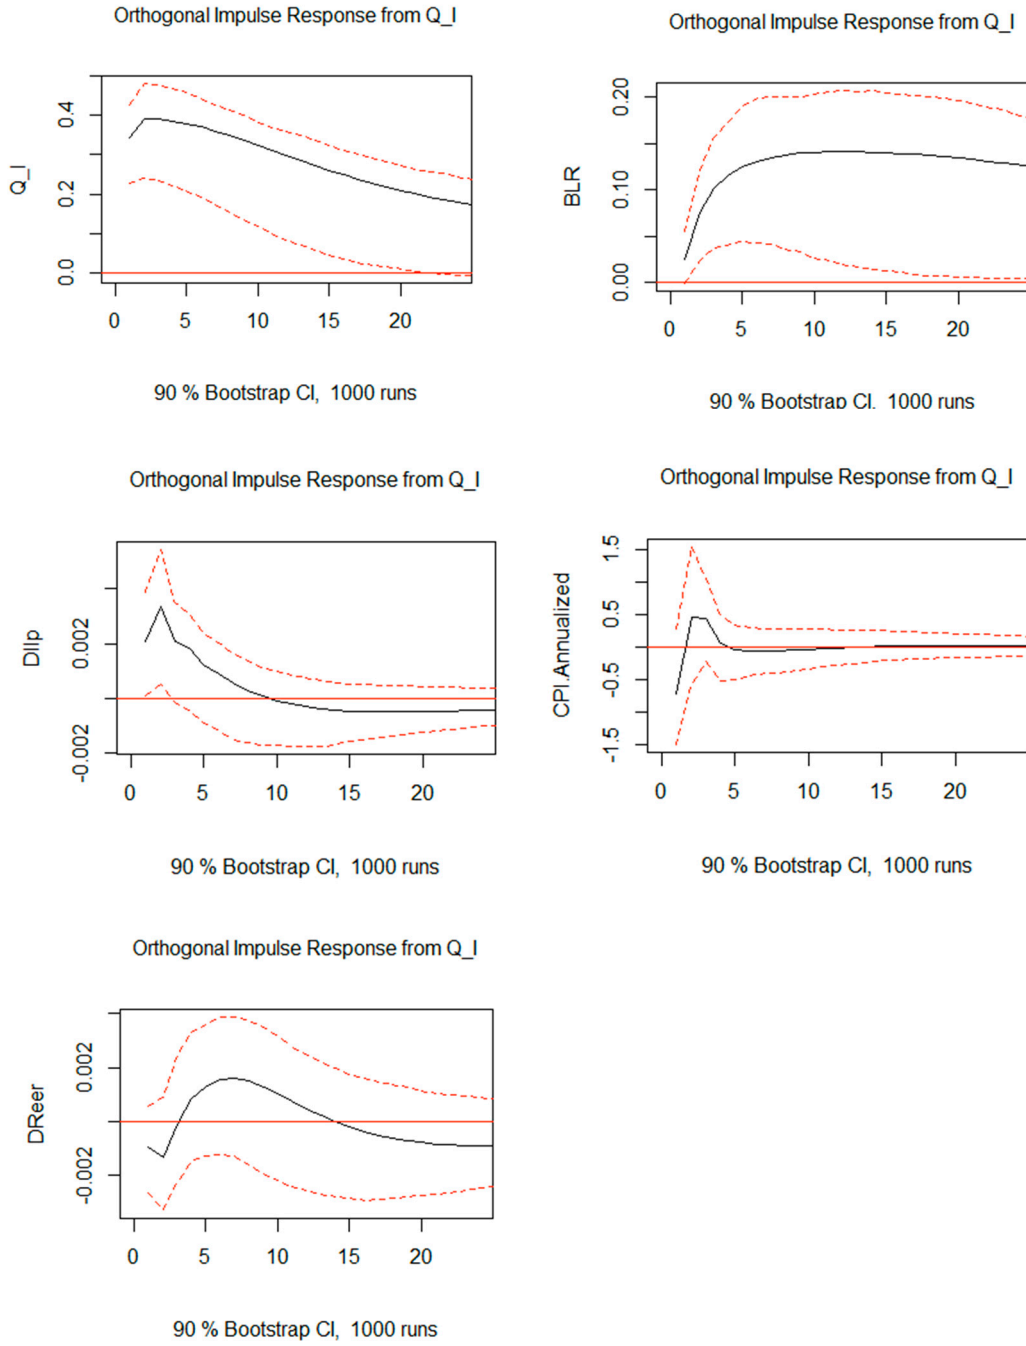 Orthogonal Impulse Response from Q_I
Q_I
0.4
0.2
0.0
0 5 10 15 20
90 % Bootstrap CI, 1000 runs
Orthogonal Impulse Response from Q_I
BLR
0.20
0.10
0.00
0 5 10 15 20
90 % Bootstrap CI, 1000 runs
Orthogonal Impulse Response from Q_I
DIIp
0.002
-0.002
0 5 10 15 20
90 % Bootstrap CI, 1000 runs
Orthogonal Impulse Response from Q_I
CPI.Annualized
1.5
0.5
-0.5
-1.5
0 5 10 15 20
90 % Bootstrap CI, 1000 runs
Orthogonal Impulse Response from Q_I
DReer
0.002
-0.002
0 5 10 15 20
90 % Bootstrap CI, 1000 runs